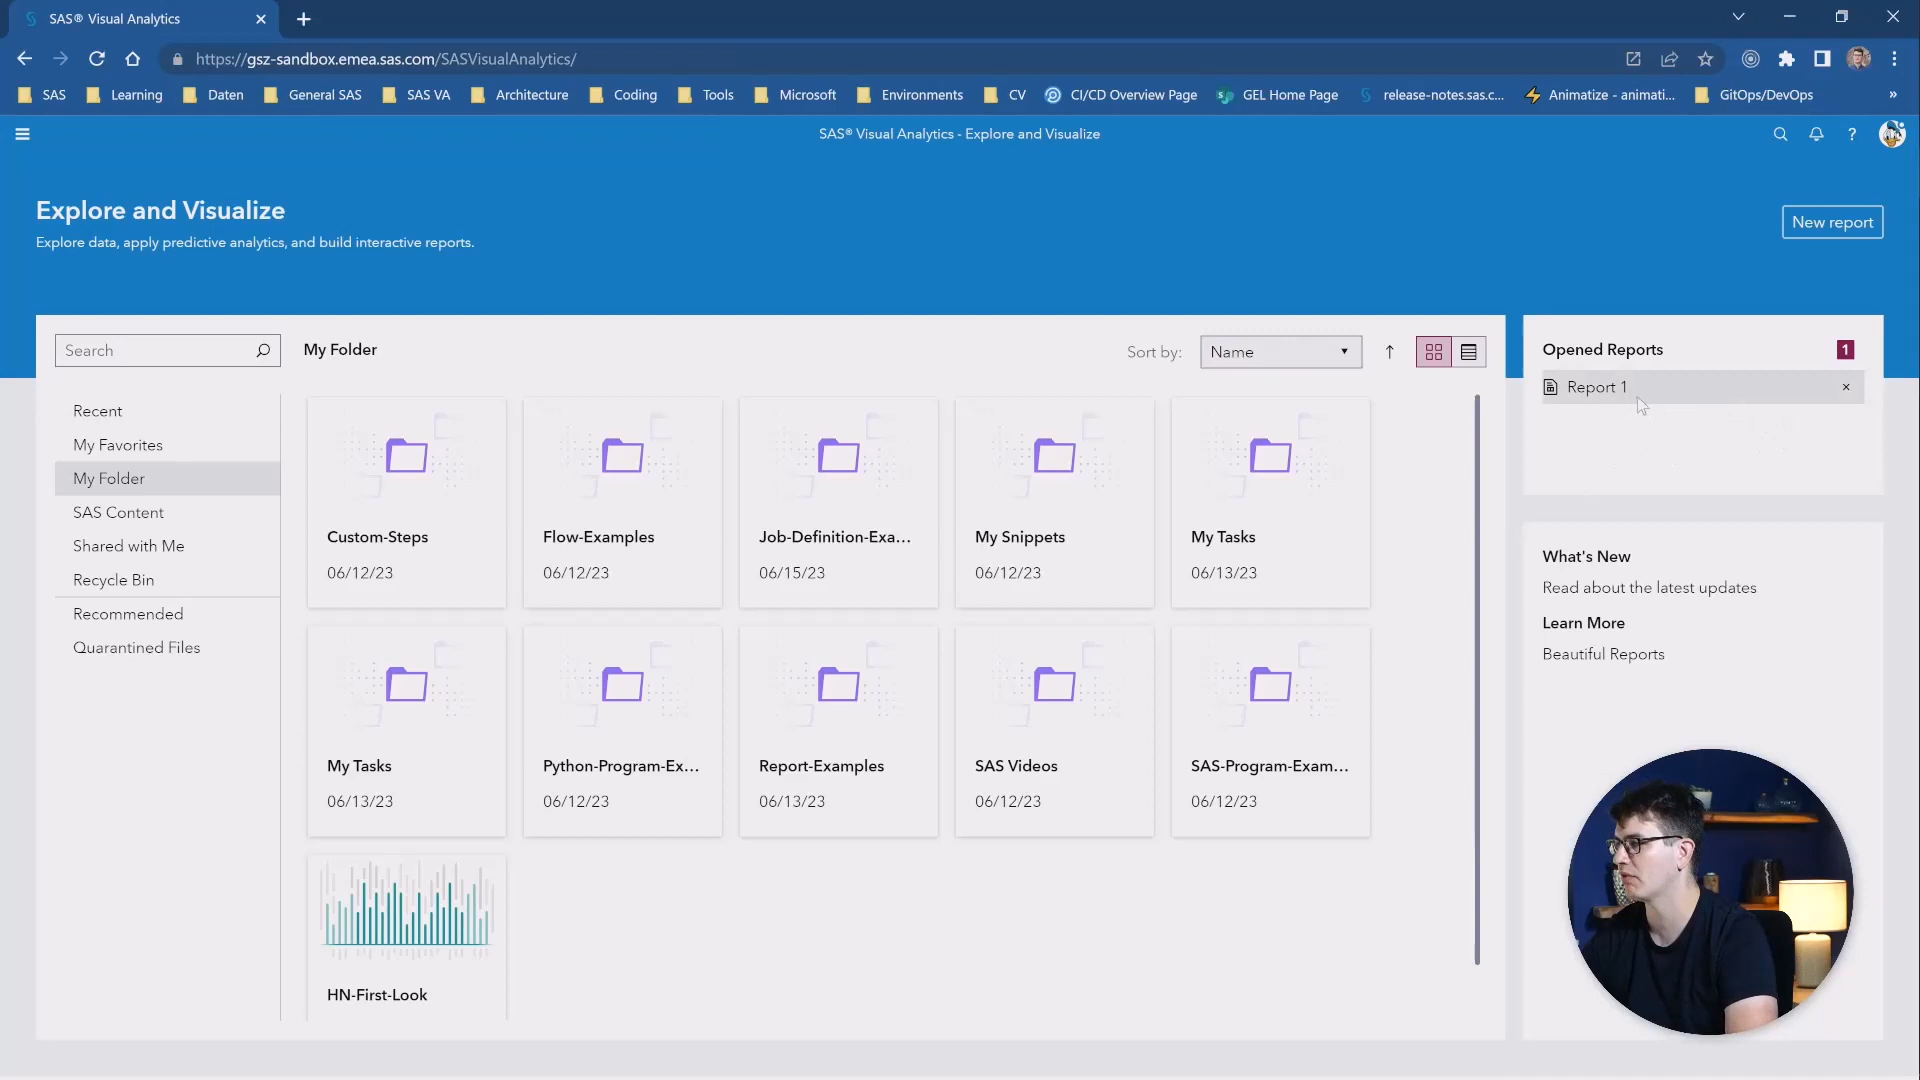 SAS® Visual Analytics
https://gsz-sandbox.emea.sas.com/SASVisualAnalytics/
SAS
Learning
Daten
General SAS
SAS VA
Architecture
Coding
Tools
Microsoft
Environments
CV
CI/CD Overview Page
GEL Home Page
release-notes.sas.c...
Animatize - animati...
GitOps/DevOps
»
SAS® Visual Analytics - Explore and Visualize
Explore and Visualize
Explore data, apply predictive analytics, and build interactive reports.
New report
Search
My Folder
Sort by:
Name
Recent
My Favorites
My Folder
SAS Content
Shared with Me
Recycle Bin
Recommended
Quarantined Files
Custom-Steps
06/12/23
Flow-Examples
06/12/23
Job-Definition-Exa...
06/15/23
My Snippets
06/12/23
My Tasks
06/13/23
My Tasks
06/13/23
Python-Program-Ex...
06/12/23
Report-Examples
06/13/23
SAS Videos
06/12/23
SAS-Program-Exam...
06/12/23
HN-First-Look
Opened Reports
1
Report 1
What's New
Read about the latest updates
Learn More
Beautiful Reports